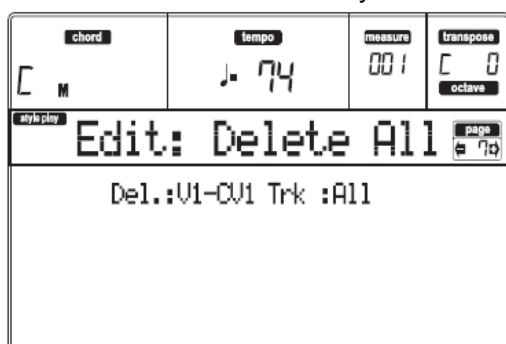 chord tempo measure transpose
C M ♩= 74 001 C 0
octave
style play
Edit: Delete All page
7
Del.:V1-CV1 Trk :All